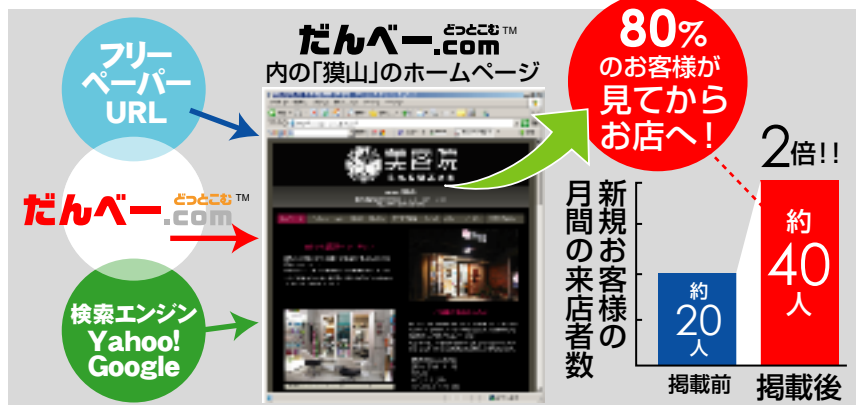 フリー
ペーパー
URL
だんべー.com
どっとこむ
TM
検索エンジン
Yahoo!
Google
だんべー.com
どっとこむ
TM
内の「獏山」のホームページ
美容院
80%
のお客様が
見てから
お店へ!
2倍!!
新規お客様の
月間の来店者数
約
20
人
約
40
人
掲載前
掲載後